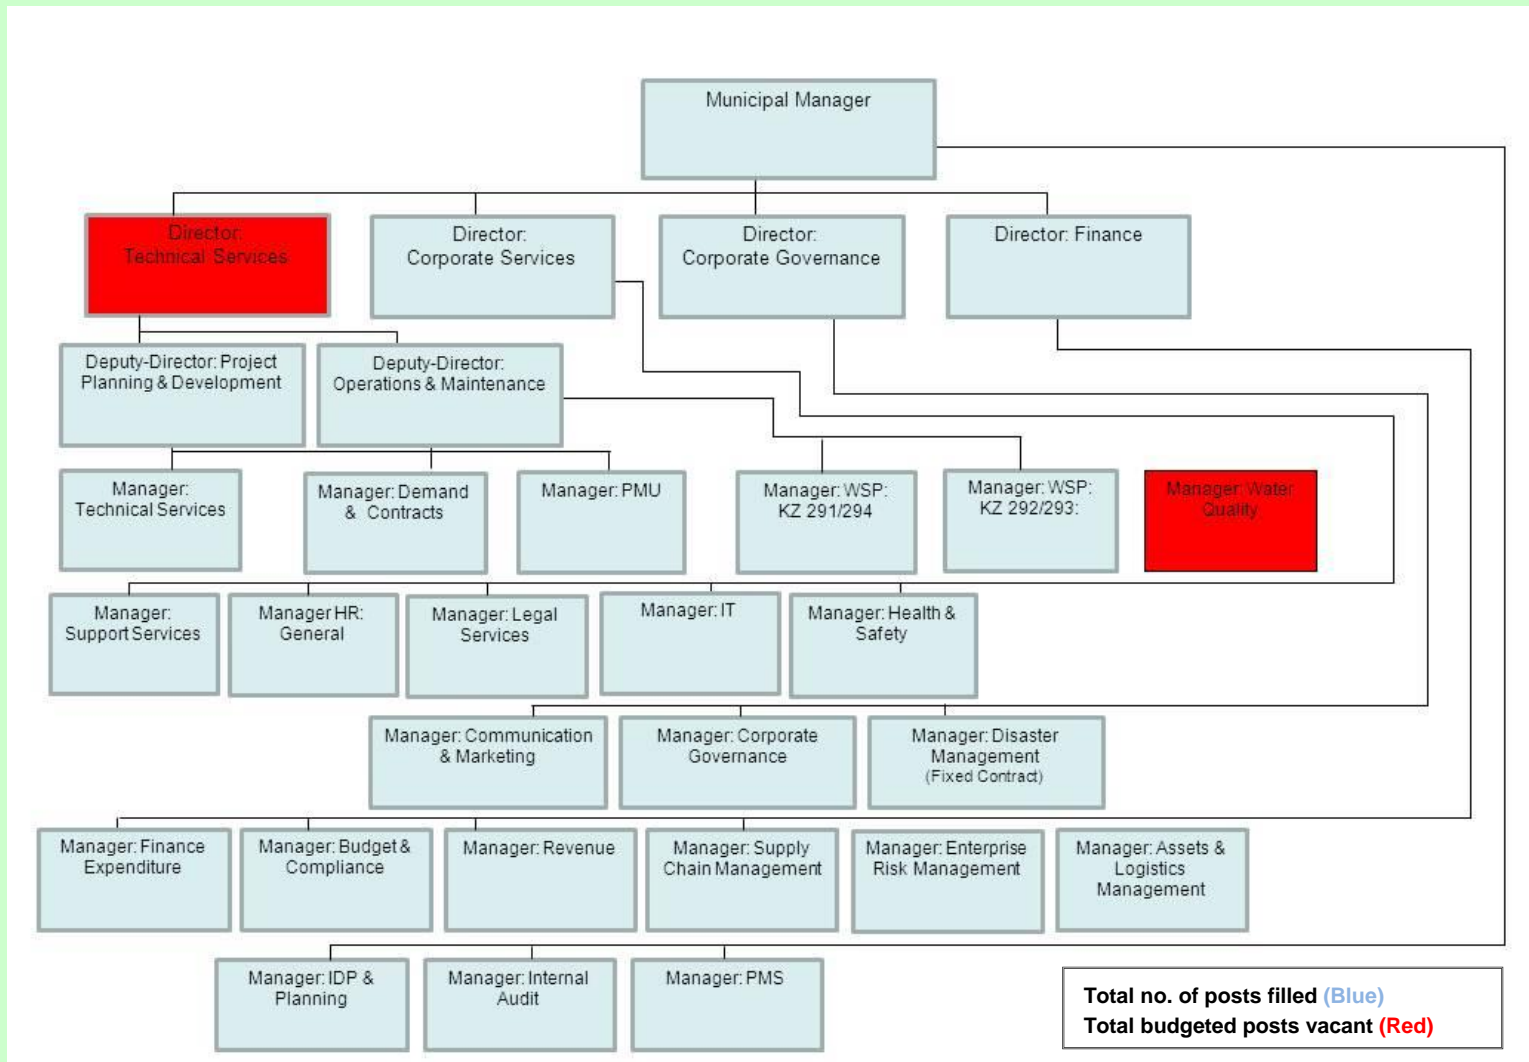 Municipal Manager
Director:
Technical Services
Director:
Corporate Services
Director:
Corporate Governance
Director: Finance
Deputy-Director: Project
Planning & Development
Deputy-Director:
Operations & Maintenance
Manager:
Technical Services
Manager: Demand
& Contracts
Manager: PMU
Manager: WSP:
KZ 291/294
Manager: WSP:
KZ 292/293:
Manager: Water
Quality
Manager:
Support Services
Manager HR:
General
Manager: Legal
Services
Manager: IT
Manager: Health &
Safety
Manager: Communication
& Marketing
Manager: Corporate
Governance
Manager: Disaster
Management
(Fixed Contract)
Manager: Finance
Expenditure
Manager: Budget &
Compliance
Manager: Revenue
Manager: Supply
Chain Management
Manager: Enterprise
Risk Management
Manager: Assets &
Logistics
Management
Manager: IDP &
Planning
Manager: Internal
Audit
Manager: PMS
Total no. of posts filled (Blue)
Total budgeted posts vacant (Red)